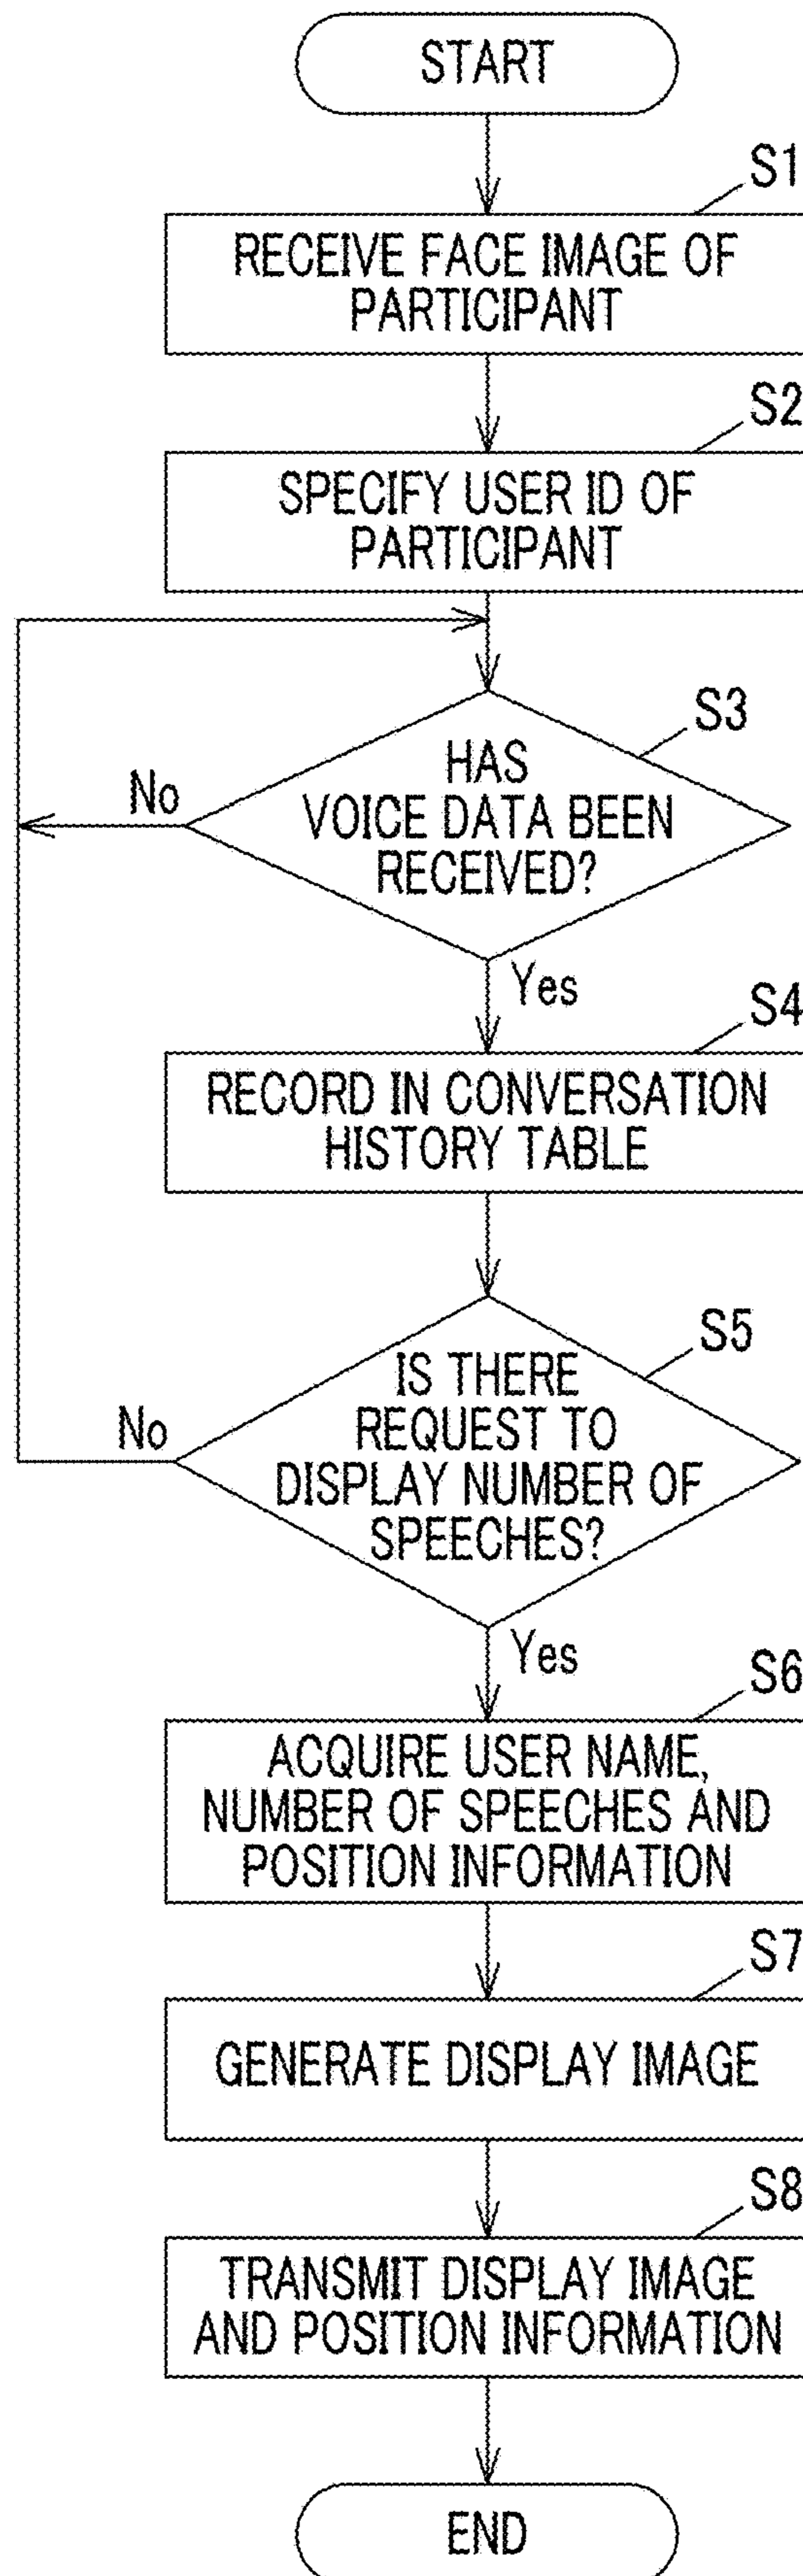 START
S1
RECEIVE FACE IMAGE OF
PARTICIPANT
S2
SPECIFY USER ID OF
PARTICIPANT
S3
HAS
VOICE DATA BEEN
RECEIVED?
No
Yes
S4
RECORD IN CONVERSATION
HISTORY TABLE
S5
IS THERE
REQUEST TO
DISPLAY NUMBER OF
SPEECHES?
No
Yes
S6
ACQUIRE USER NAME,
NUMBER OF SPEECHES AND
POSITION INFORMATION
S7
GENERATE DISPLAY IMAGE
S8
TRANSMIT DISPLAY IMAGE
AND POSITION INFORMATION
END